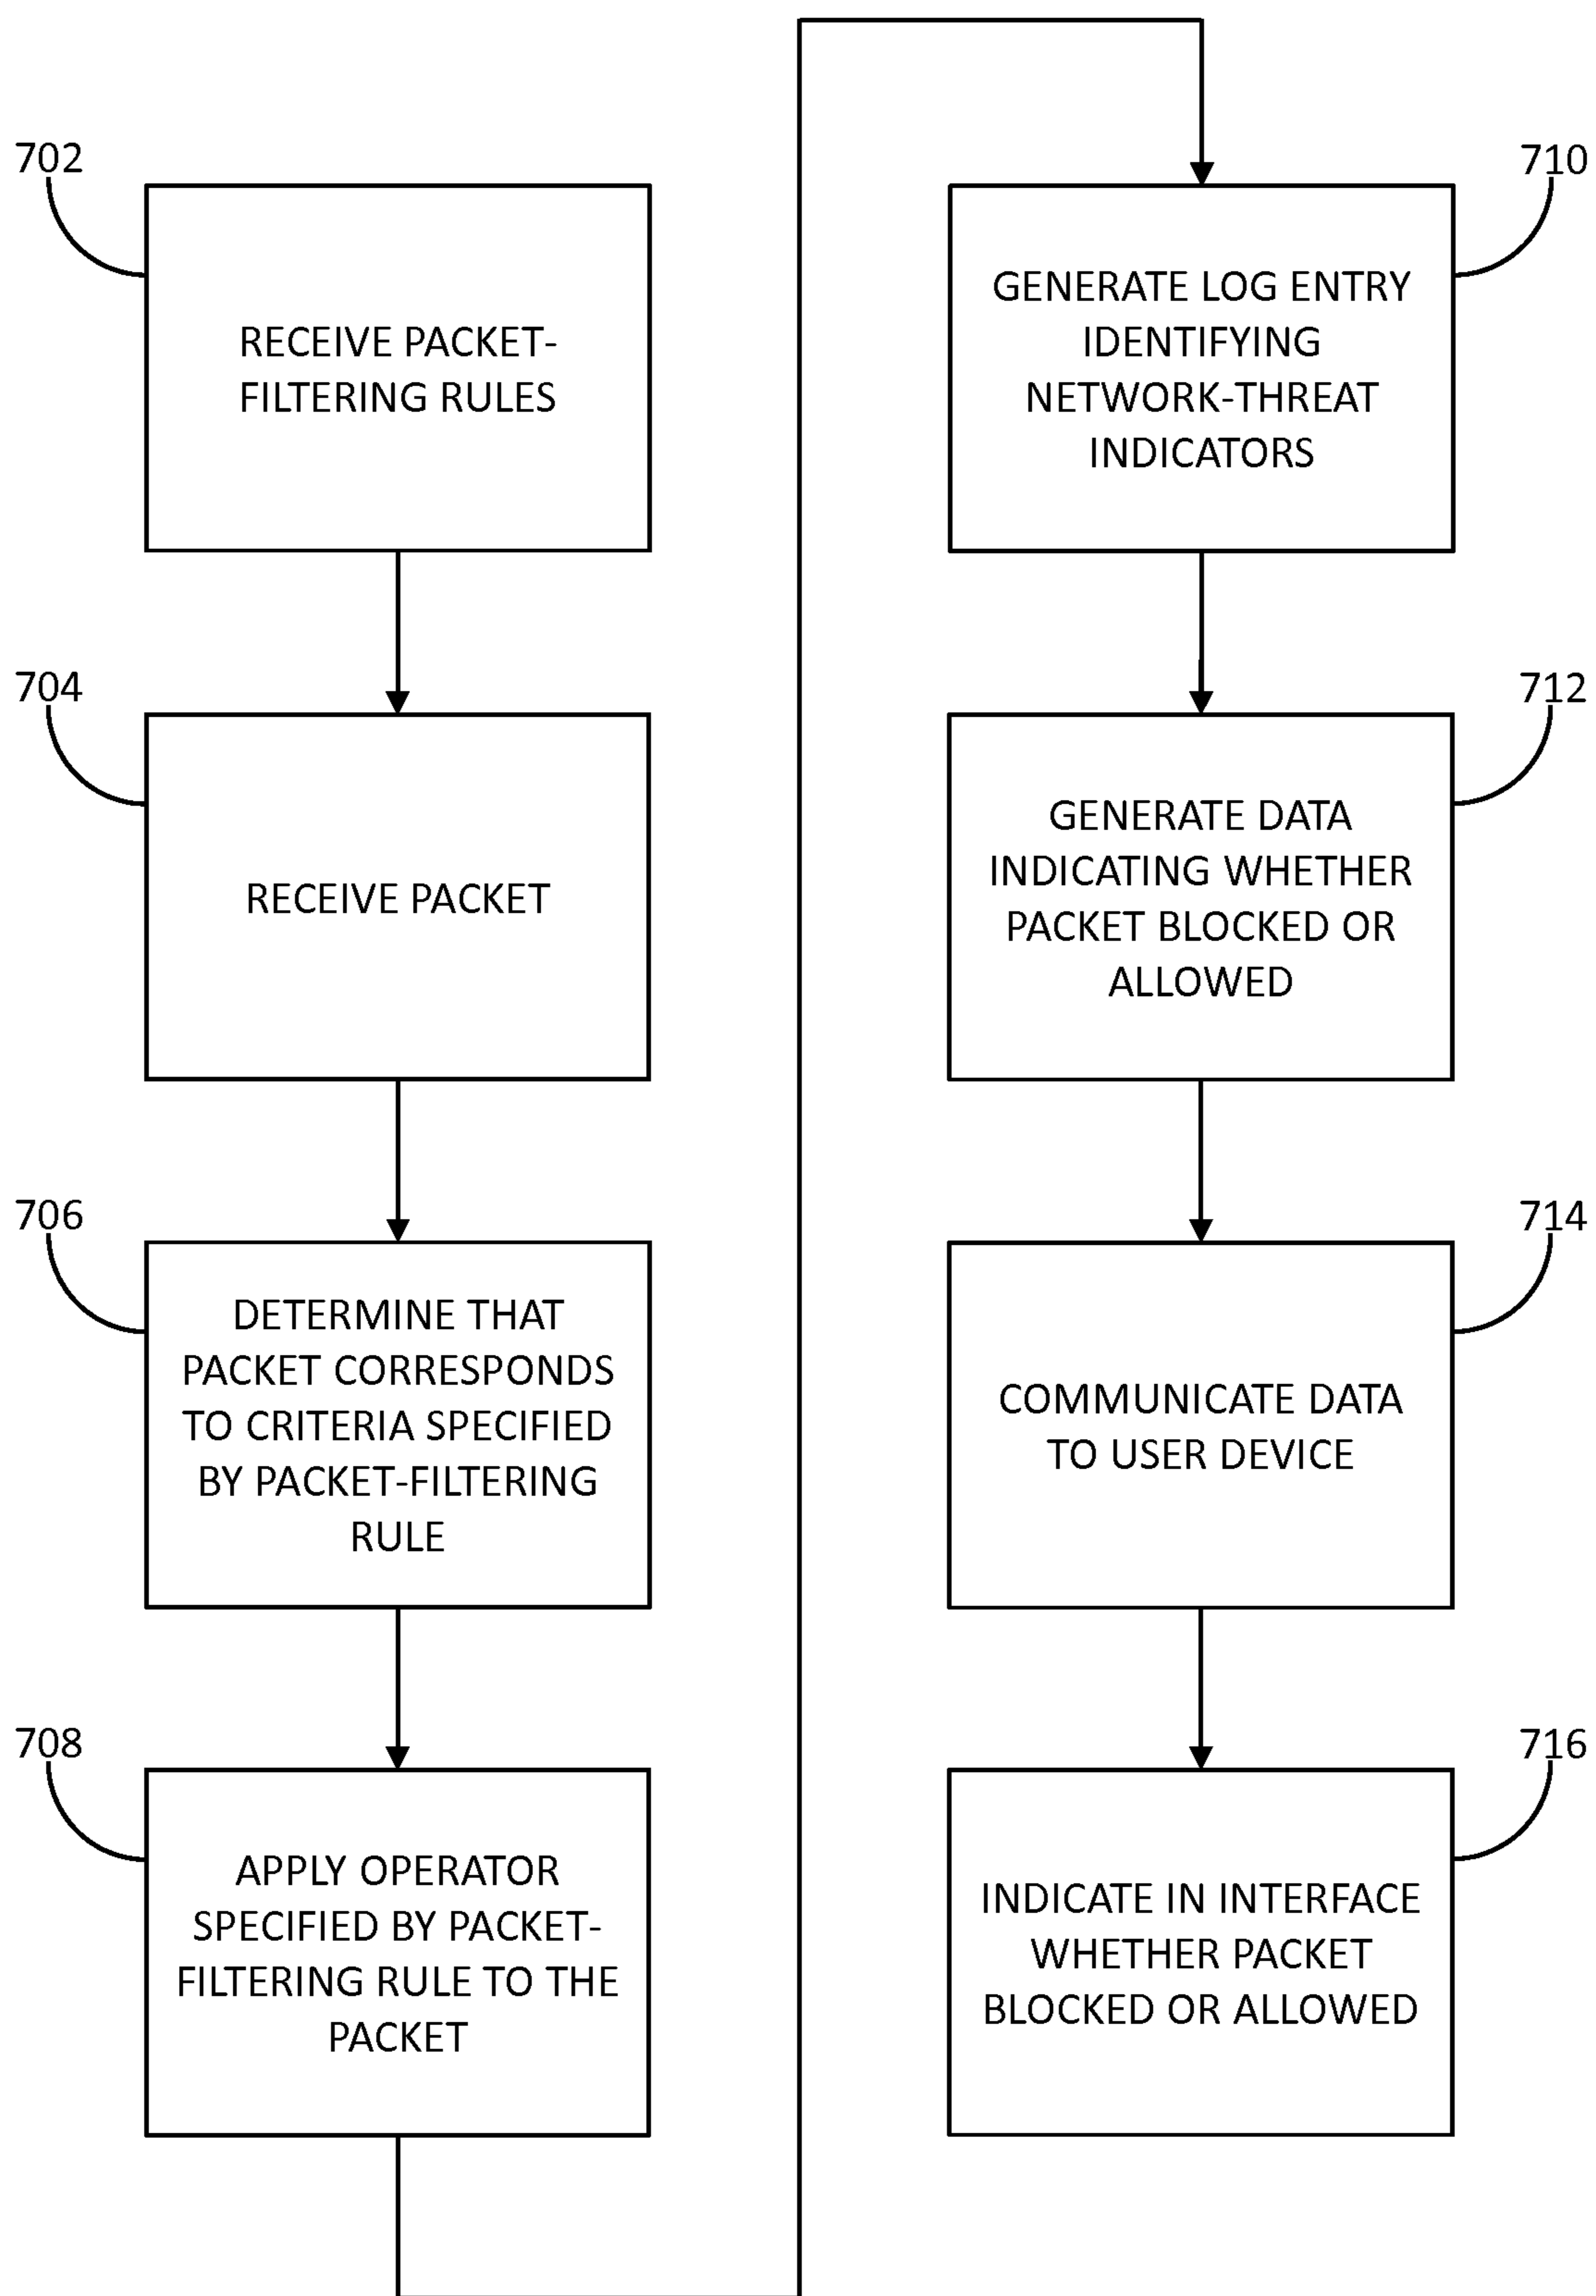 702
RECEIVE PACKET-
FILTERING RULES
704
RECEIVE PACKET
706
DETERMINE THAT
PACKET CORRESPONDS
TO CRITERIA SPECIFIED
BY PACKET-FILTERING
RULE
708
APPLY OPERATOR
SPECIFIED BY PACKET-
FILTERING RULE TO THE
PACKET
710
GENERATE LOG ENTRY
IDENTIFYING
NETWORK-THREAT
INDICATORS
712
GENERATE DATA
INDICATING WHETHER
PACKET BLOCKED OR
ALLOWED
714
COMMUNICATE DATA
TO USER DEVICE
716
INDICATE IN INTERFACE
WHETHER PACKET
BLOCKED OR ALLOWED